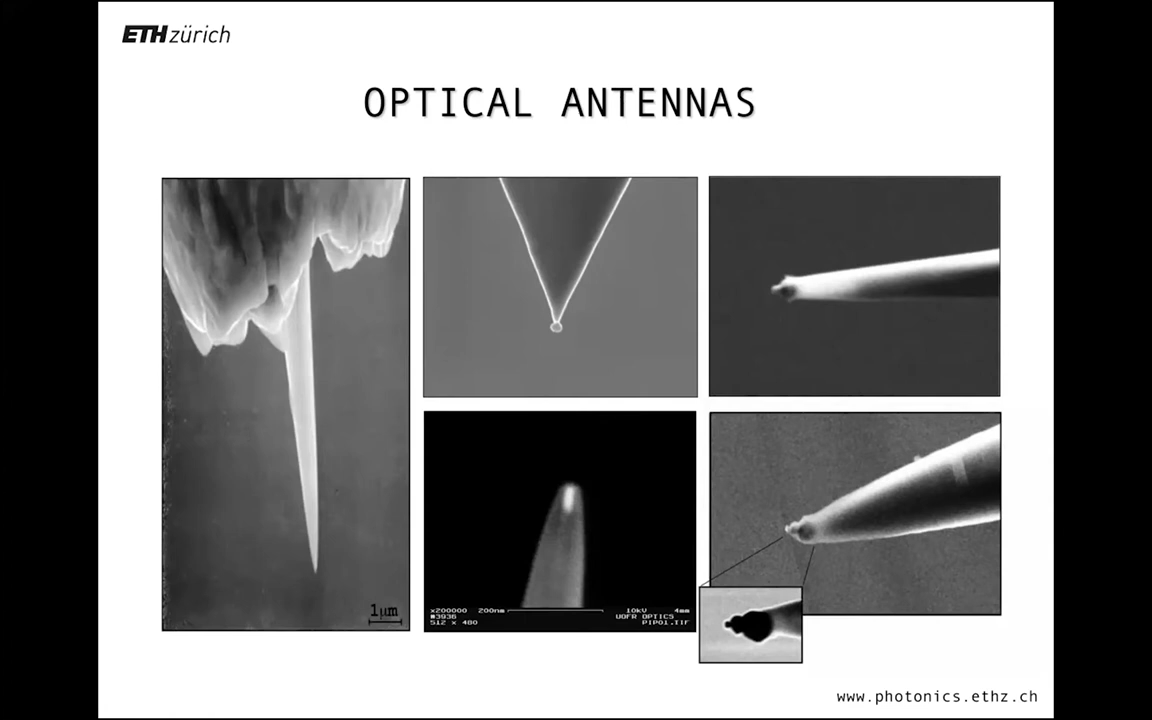 ETH zürich
OPTICAL ANTENNAS
1μm
x200000 200nm 10kV 4mm
#3936 UOFR OPTICS
512 x 480 PIP01.TIF
www.photonics.ethz.ch